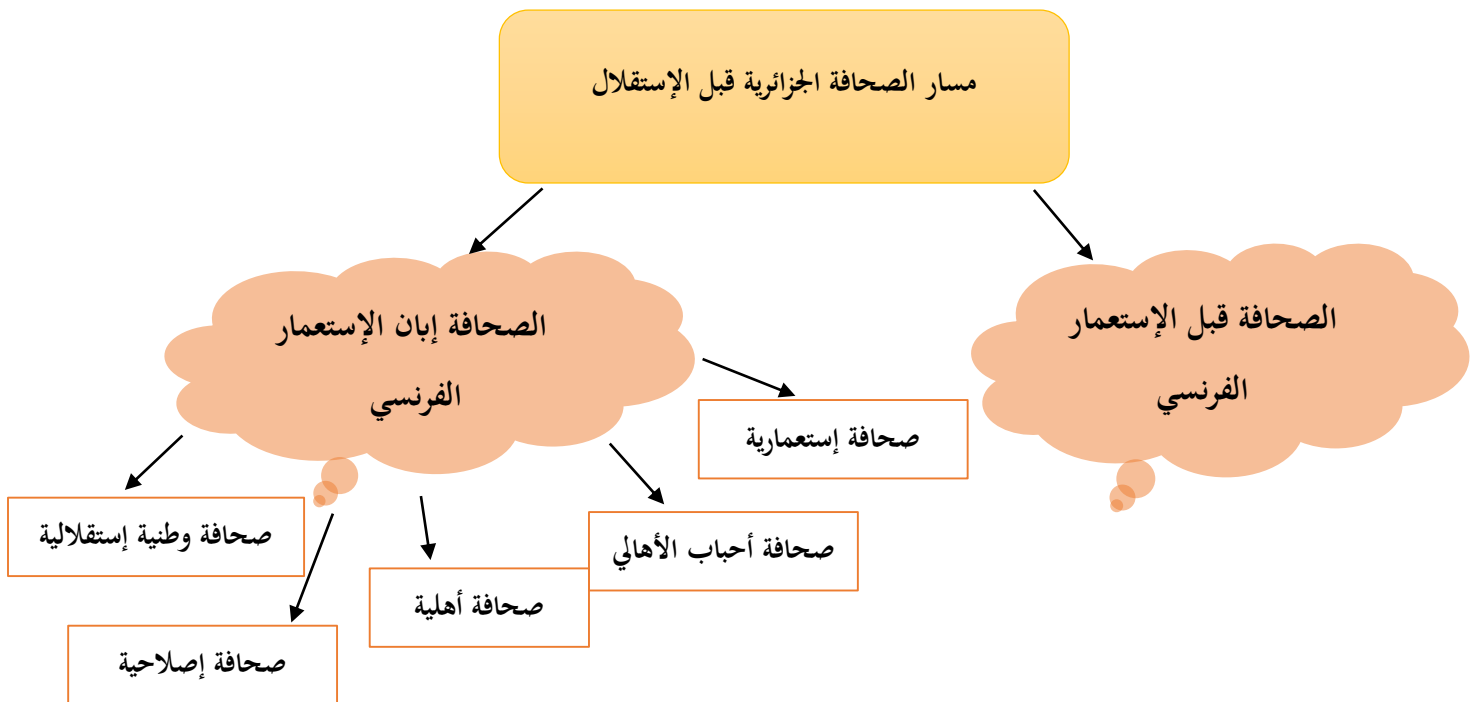 مسار الصحافة الجزائرية قبل الإستقلال
الصحافة قبل الإستعمار
الفرنسي
الصحافة إبان الإستعمار
الفرنسي
صحافة إستعمارية
صحافة أحباب الأهالي
صحافة أهلية
صحافة إصلاحية
صحافة وطنية إستقلالية